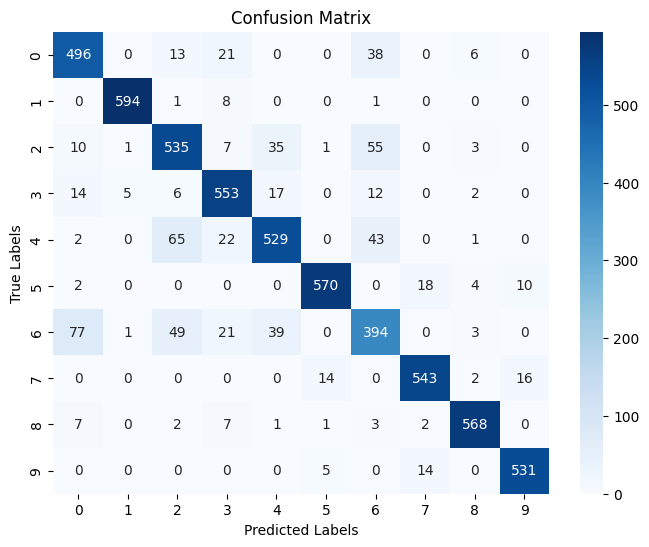 Confusion Matrix
0 496 0 13 21 0 0 38 0 6 0
1 0 594 1 8 0 0 1 0 0 0
2 10 1 535 7 35 1 55 0 3 0
3 14 5 6 553 17 0 12 0 2 0
4 2 0 65 22 529 0 43 0 1 0
5 2 0 0 0 0 570 0 18 4 10
6 77 1 49 21 39 0 394 0 3 0
7 0 0 0 0 0 14 0 543 2 16
8 7 0 2 7 1 1 3 2 568 0
9 0 0 0 0 0 5 0 14 0 531
0 1 2 3 4 5 6 7 8 9
Predicted Labels
True Labels
500
400
300
200
100
0